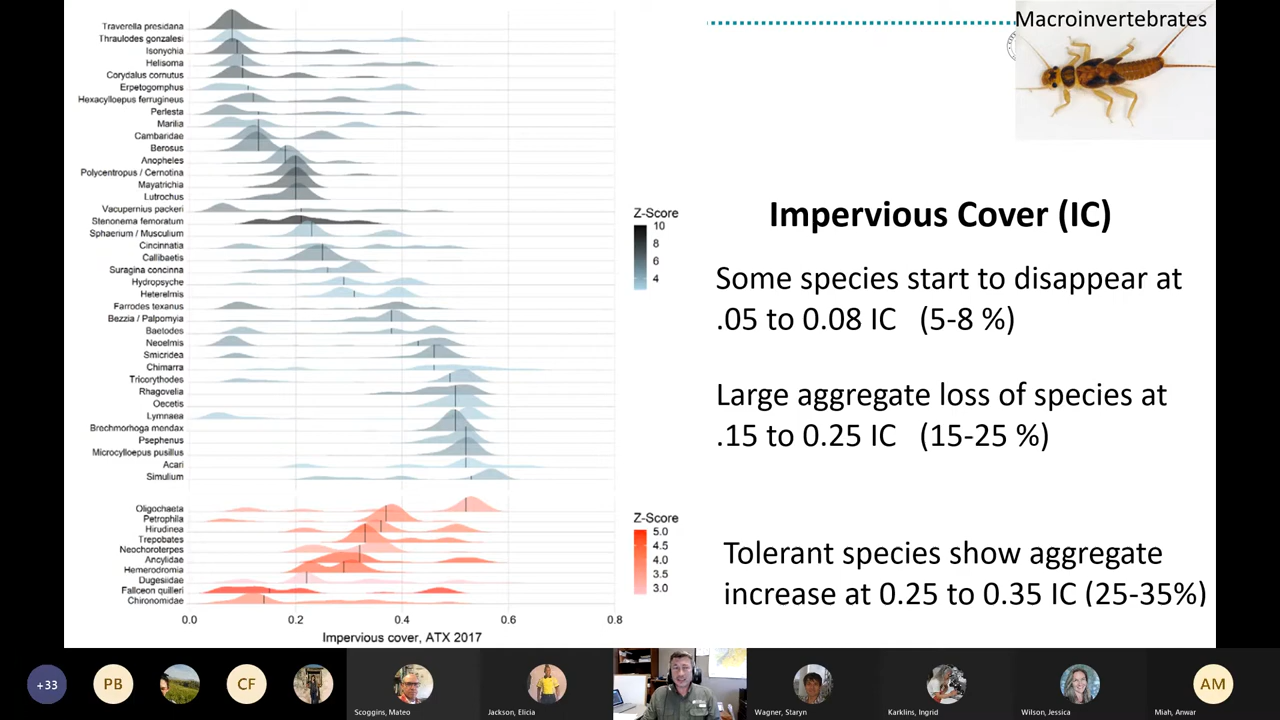 Macroinvertebrates
Traverella presidana
Thraulodes gonzalesi
Isonychia
Helisoma
Corydalus cornutus
Erpetogomphus
Hexacylloepus ferrugineus
Perlesta
Marilia
Cambaridae
Berosus
Anopheles
Polycentropus / Cernotina
Mayatrichia
Lutrochus
Vacupernius packeri
Stenonema femoratum
Sphaerium / Musculium
Cincinnatia
Callibaetis
Suragina concinna
Hydropsyche
Heterelmis
Farrodes texanus
Bezzia / Palpomyia
Baetodes
Neoelmis
Smicridea
Chimarra
Tricorythodes
Rhagovelia
Oecetis
Lymnaea
Brechmorhoga mendax
Psephenus
Microcylloepus pusillus
Acari
Simulium
Z-Score
10
8
6
4
Oligochaeta
Petrophila
Hirudinea
Trepobates
Neochoroterpes
Ancylidae
Hemerodromia
Dugesiidae
Fallceon quilleri
Chironomidae
Z-Score
5.0
4.5
4.0
3.5
3.0
0.0 0.2 0.4 0.6 0.8
Impervious cover, ATX 2017
Impervious Cover (IC)
Some species start to disappear at
.05 to 0.08 IC (5-8 %)
Large aggregate loss of species at
.15 to 0.25 IC (15-25 %)
Tolerant species show aggregate
increase at 0.25 to 0.35 IC (25-35%)
+33
PB
CF
AM
Scoggins, Mateo
Jackson, Elicia
Wagner, Staryn
Karklins, Ingrid
Wilson, Jessica
Miah, Anwar